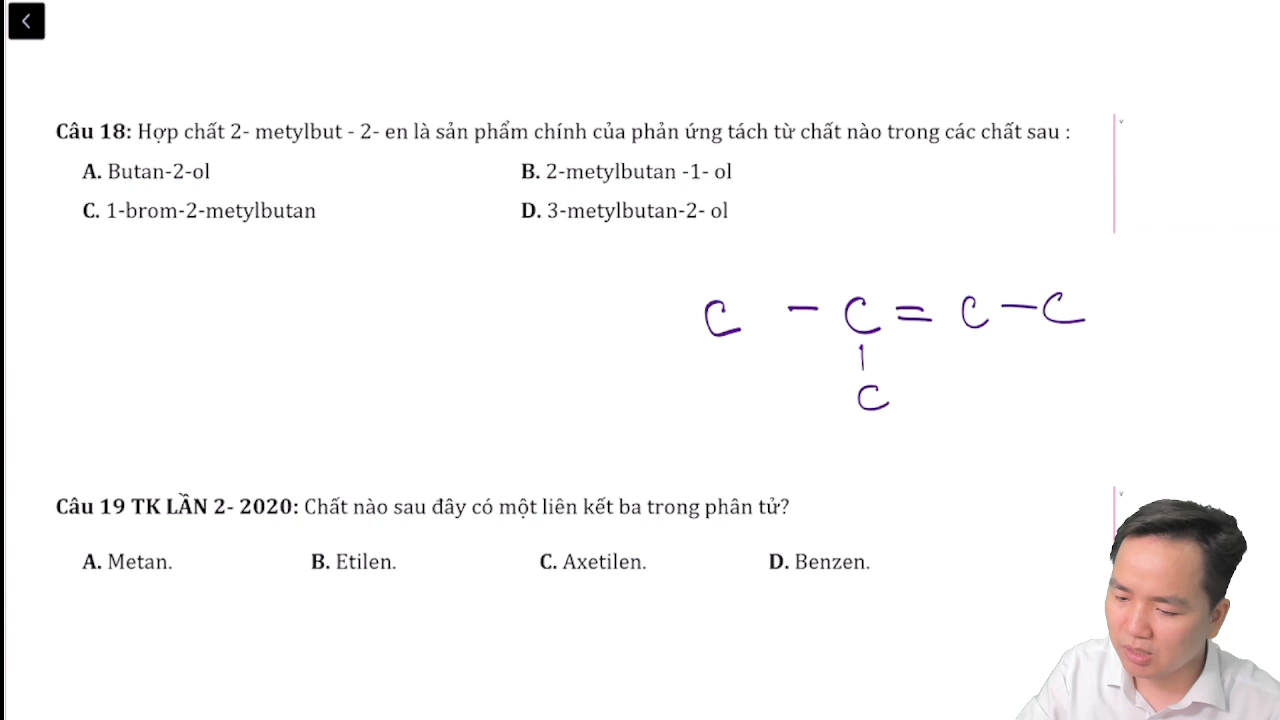 Câu 18: Hợp chất 2- metylbut - 2- en là sản phẩm chính của phản ứng tách từ chất nào trong các chất sau :
A. Butan-2-ol B. 2-metylbutan -1- ol
C. 1-brom-2-metylbutan D. 3-metylbutan-2- ol
C - C = C - C
C
Câu 19 TK LẦN 2- 2020: Chất nào sau đây có một liên kết ba trong phân tử?
A. Metan. B. Etilen. C. Axetilen. D. Benzen.